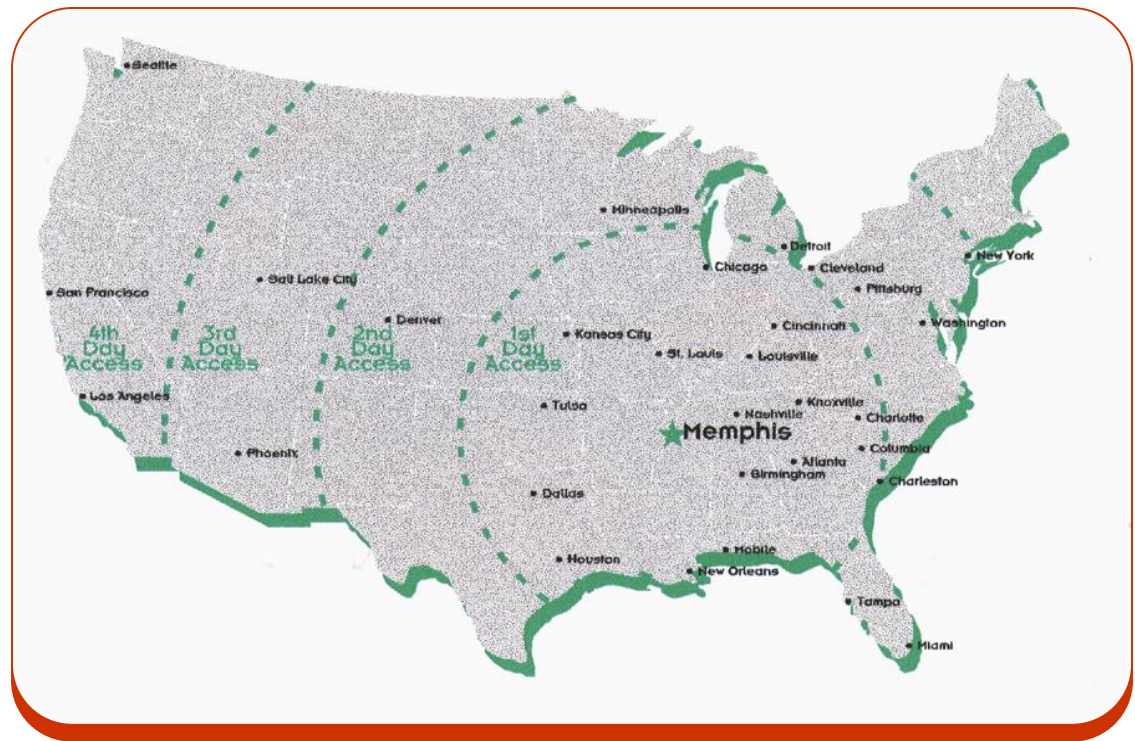 Seattle
Minneapolis
Detroit
New York
Chicago
Cleveland
Salt Lake City
Pittsburg
San Francisco
Denver
Washington
Cincinnati
Kansas City
4th
Day
Access
3rd
Day
Access
2nd
Day
Access
1st
Day
Access
St. Louis
Louisville
Los Angeles
Knoxville
Tulsa
Nashville
Charlotte
Memphis
Columbia
Phoenix
Atlanta
Birmingham
Charleston
Dallas
Mobile
Houston
New Orleans
Tampa
Miami